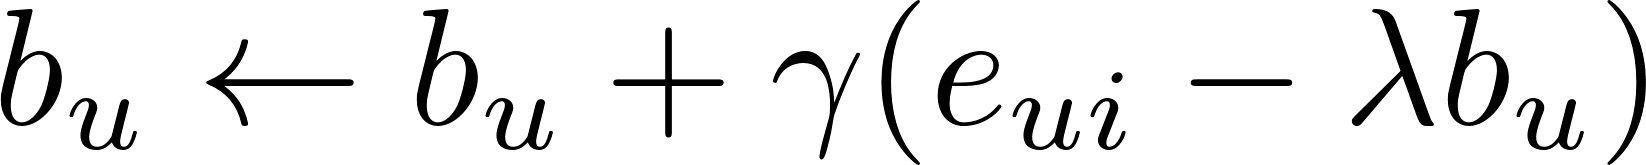 b_u ← b_u + γ(e_{ui} − λb_u)